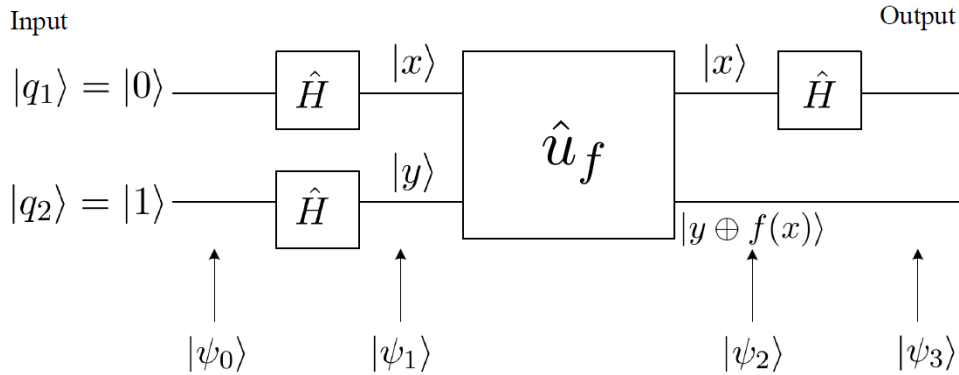 Input
Output
|q₁⟩ = |0⟩
Ĥ
|x⟩
û_f
|x⟩
Ĥ
|q₂⟩ = |1⟩
Ĥ
|y⟩
|y ⊕ f(x)⟩
|ψ₀⟩
|ψ₁⟩
|ψ₂⟩
|ψ₃⟩